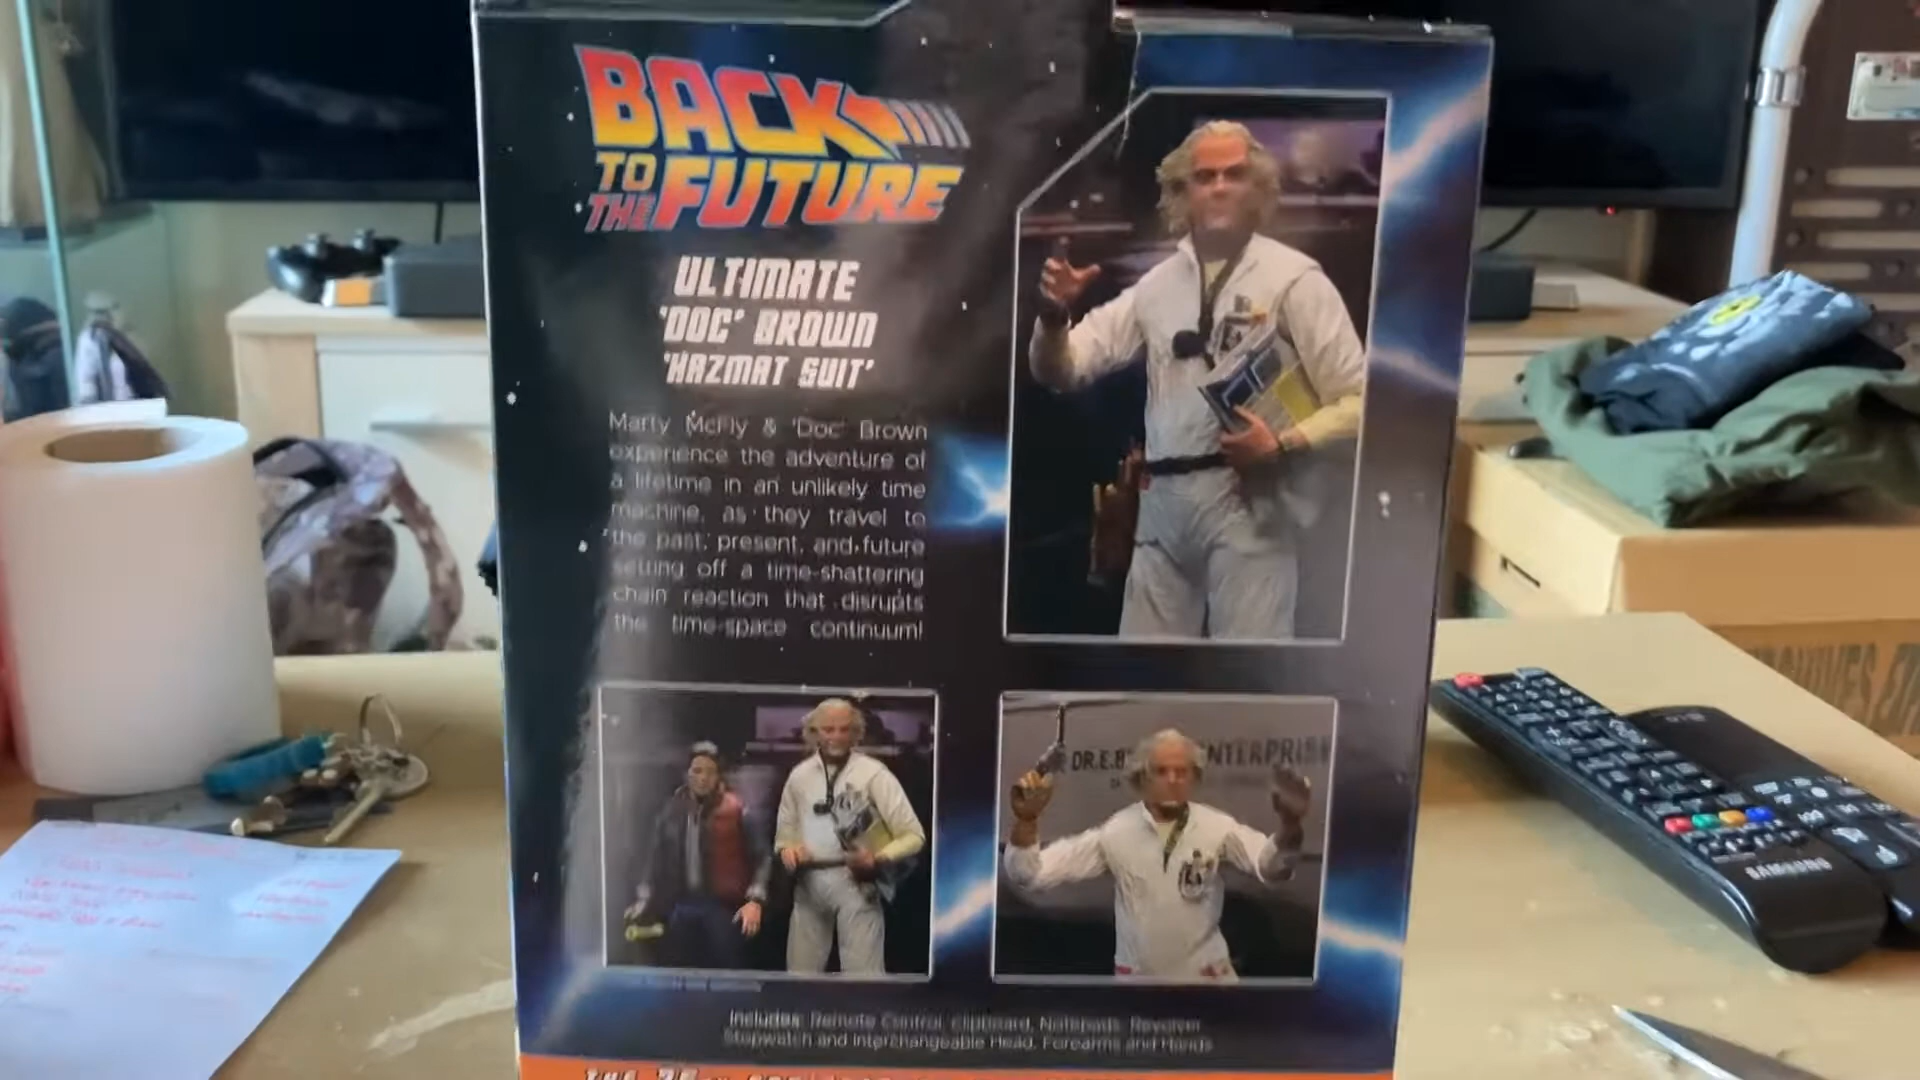 BACK
TO
THE FUTURE
ULTIMATE
'DOC' BROWN
'HAZMAT SUIT'
Marty McFly & 'Doc' Brown
experience the adventure of
a lifetime in an unlikely time
machine, as they travel to
the past, present, and future
setting off a time-shattering
chain reaction that disrupts
the time-space continuum!
DR.E.B NTERPRIS
Includes: Remote Control, Clipboard, Notepads, Revolver,
Stopwatch and Interchangeable Head, Forearms and Hands
THE
SAMSUNG